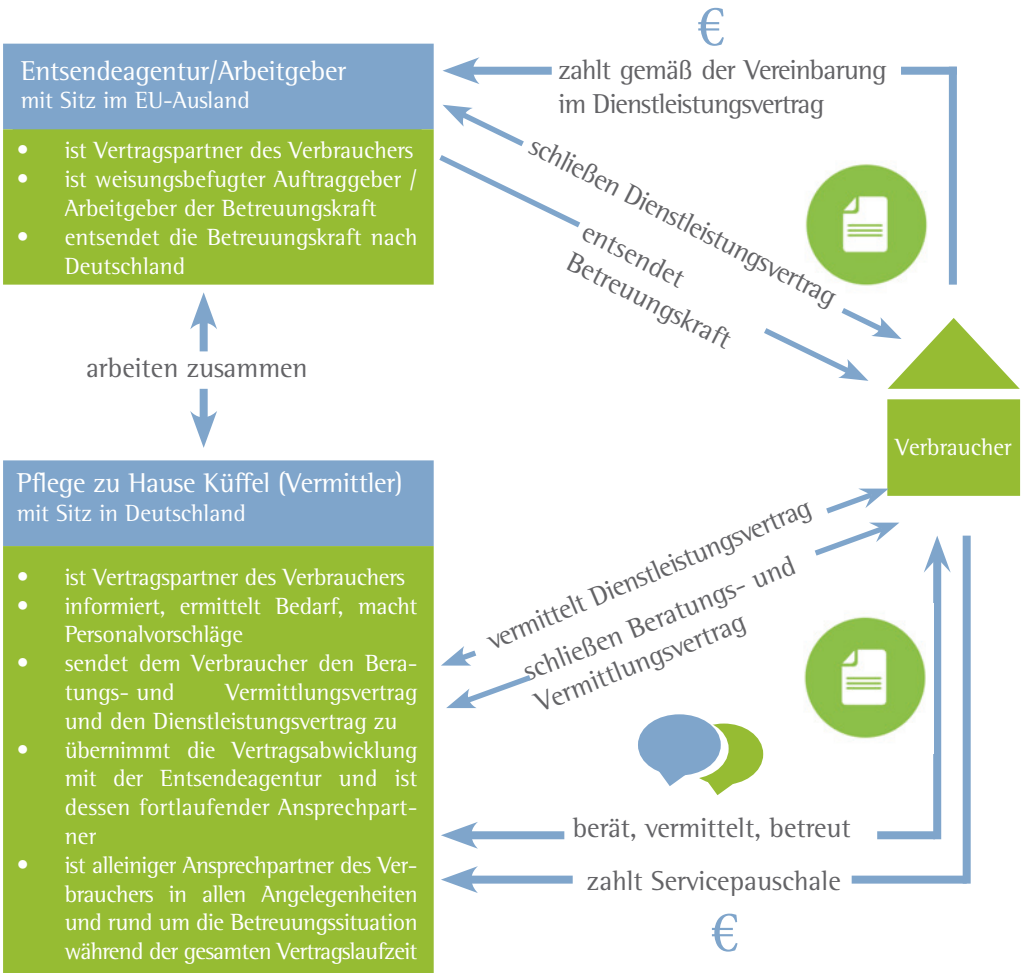 €
zahlt gemäß der Vereinbarung
im Dienstleistungsvertrag
Entsendeagentur/Arbeitgeber
mit Sitz im EU-Ausland
• ist Vertragspartner des Verbrauchers
• ist weisungsbefugter Auftraggeber /
Arbeitgeber der Betreuungskraft
• entsendet die Betreuungskraft nach
Deutschland
schließen Dienstleistungsvertrag
entsendet
Betreuungskraft
arbeiten zusammen
Verbraucher
Pflege zu Hause Küffel (Vermittler)
mit Sitz in Deutschland
• ist Vertragspartner des Verbrauchers
• informiert, ermittelt Bedarf, macht
Personalvorschläge
• sendet dem Verbraucher den Bera-
tungs- und Vermittlungsvertrag
und den Dienstleistungsvertrag zu
• übernimmt die Vertragsabwicklung
mit der Entsendeagentur und ist
dessen fortlaufender Ansprechpart-
ner
• ist alleiniger Ansprechpartner des Ver-
brauchers in allen Angelegenheiten
und rund um die Betreuungssituation
während der gesamten Vertragslaufzeit
vermittelt Dienstleistungsvertrag
schließen Beratungs- und
Vermittlungsvertrag
berät, vermittelt, betreut
zahlt Servicepauschale
€